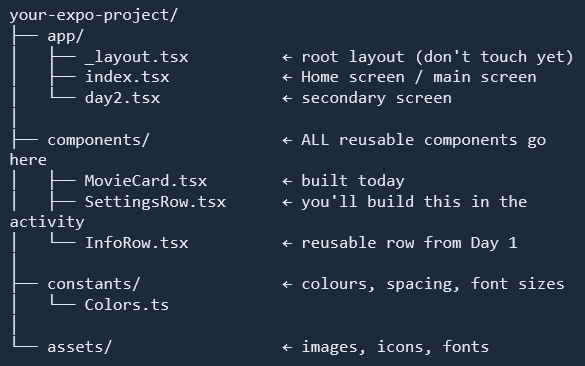 your-expo-project/
├── app/
│   ├── _layout.tsx          ← root layout (don't touch yet)
│   ├── index.tsx            ← Home screen / main screen
│   └── day2.tsx             ← secondary screen
│
├── components/              ← ALL reusable components go
here
│   ├── MovieCard.tsx        ← built today
│   ├── SettingsRow.tsx      ← you'll build this in the
activity
│   └── InfoRow.tsx          ← reusable row from Day 1
│
├── constants/               ← colours, spacing, font sizes
│   └── Colors.ts
│
└── assets/                  ← images, icons, fonts